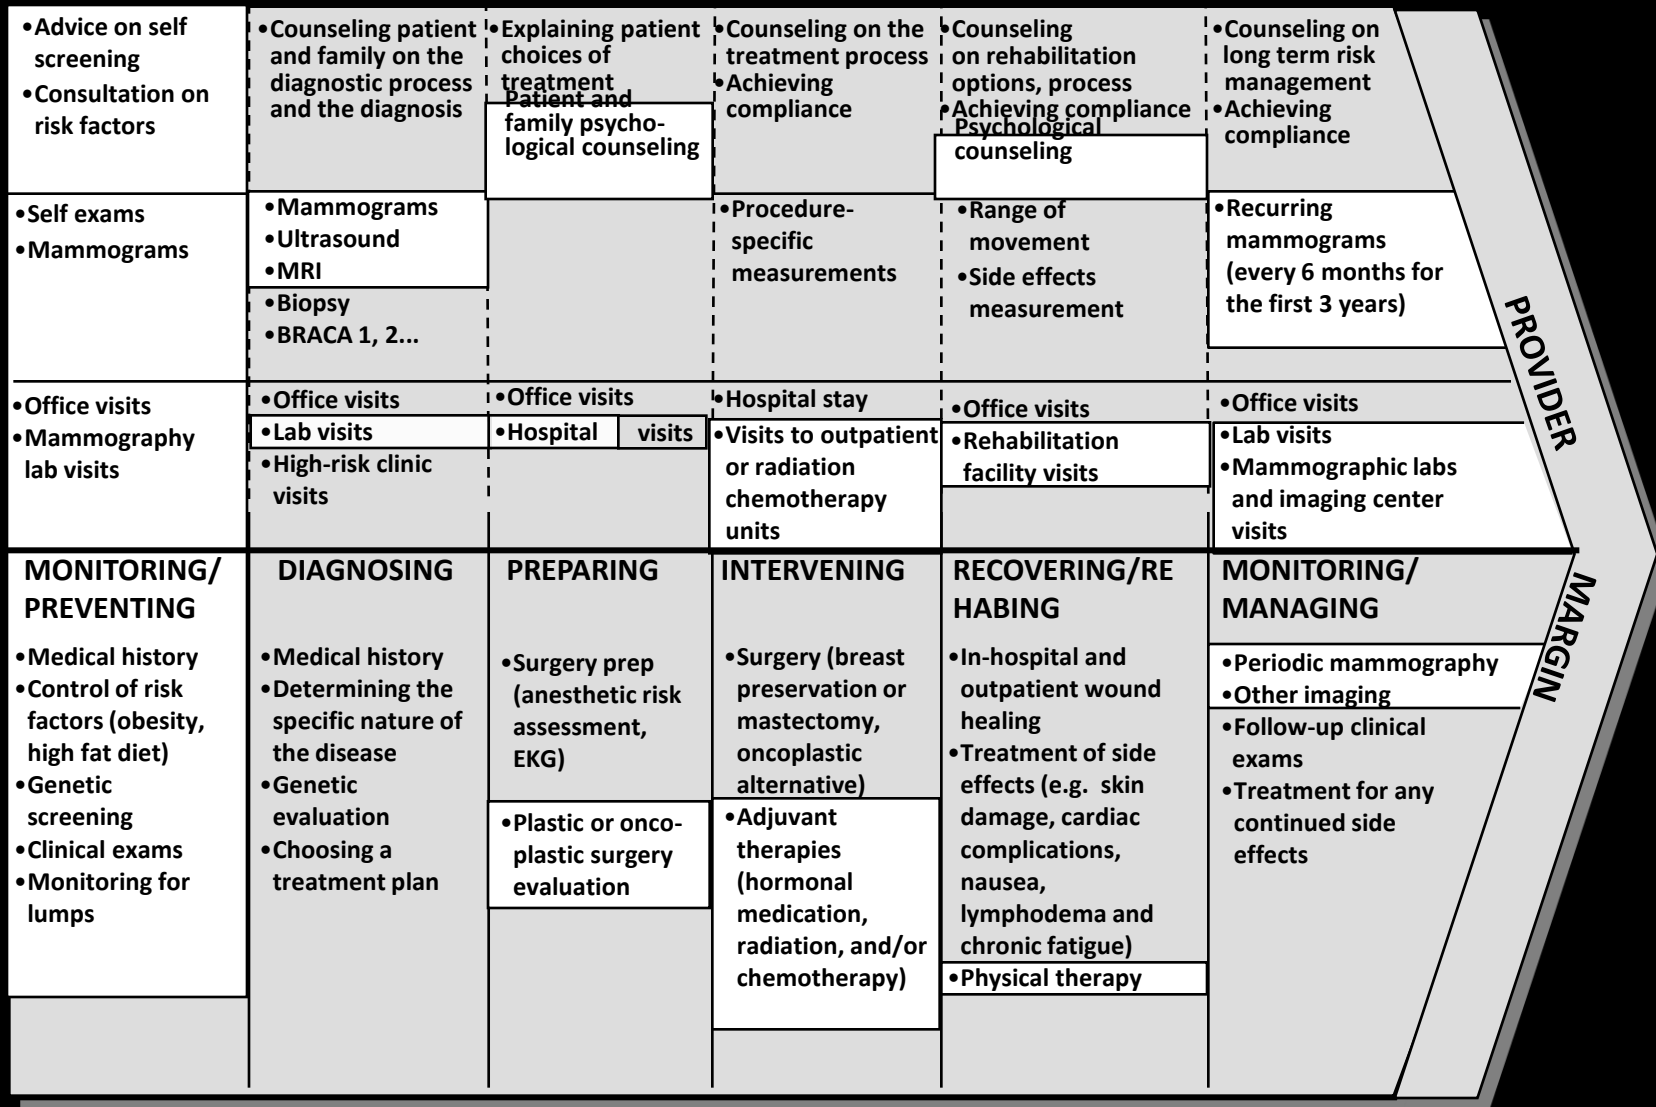 •Advice on self
screening
•Consultation on
risk factors
•Counseling patient
and family on the
diagnostic process
and the diagnosis
•Explaining patient
choices of
treatment
Patient and
family psycho-
logical counseling
•Counseling on the
treatment process
•Achieving
compliance
•Counseling
on rehabilitation
options, process
•Achieving compliance
Psychological
counseling
•Counseling on
long term risk
management
•Achieving
compliance
•Self exams
•Mammograms
•Mammograms
•Ultrasound
•MRI
•Biopsy
•BRACA 1, 2...
•Procedure-
specific
measurements
•Range of
movement
•Side effects
measurement
•Recurring
mammograms
(every 6 months for
the first 3 years)
•Office visits
•Mammography
lab visits
•Office visits
•Lab visits
•High-risk clinic
visits
•Office visits
•Hospital visits
•Hospital stay
•Visits to outpatient
or radiation
chemotherapy
units
•Office visits
•Rehabilitation
facility visits
•Office visits
•Lab visits
•Mammographic labs
and imaging center
visits
PROVIDER
MARGIN
MONITORING/
PREVENTING
DIAGNOSING
PREPARING
INTERVENING
RECOVERING/RE
HABING
MONITORING/
MANAGING
•Medical history
•Control of risk
factors (obesity,
high fat diet)
•Genetic
screening
•Clinical exams
•Monitoring for
lumps
•Medical history
•Determining the
specific nature of
the disease
•Genetic
evaluation
•Choosing a
treatment plan
•Surgery prep
(anesthetic risk
assessment,
EKG)
•Plastic or onco-
plastic surgery
evaluation
•Surgery (breast
preservation or
mastectomy,
oncoplastic
alternative)
•Adjuvant
therapies
(hormonal
medication,
radiation, and/or
chemotherapy)
•In-hospital and
outpatient wound
healing
•Treatment of side
effects (e.g. skin
damage, cardiac
complications,
nausea,
lymphodema and
chronic fatigue)
•Physical therapy
•Periodic mammography
•Other imaging
•Follow-up clinical
exams
•Treatment for any
continued side
effects